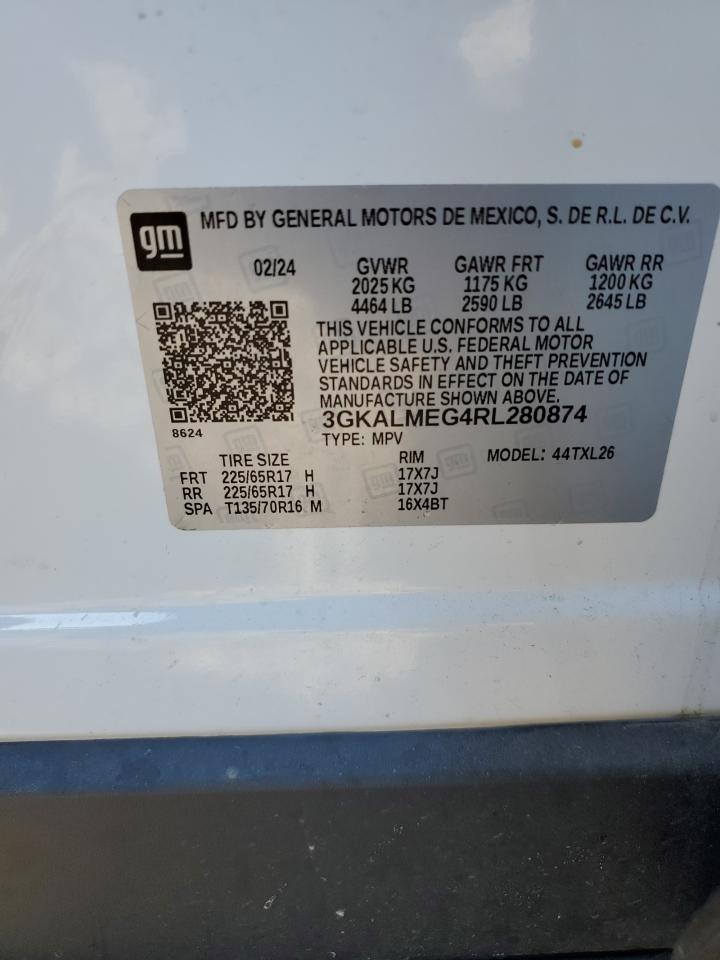 gm MFD BY GENERAL MOTORS DE MEXICO, S. DE R.L. DE C.V.
02/24 GVWR GAWR FRT GAWR RR
2025 KG 1175 KG 1200 KG
4464 LB 2590 LB 2645 LB
THIS VEHICLE CONFORMS TO ALL
APPLICABLE U.S. FEDERAL MOTOR
VEHICLE SAFETY AND THEFT PREVENTION
STANDARDS IN EFFECT ON THE DATE OF
MANUFACTURE SHOWN ABOVE.
3GKALMEG4RL280874
8624 TYPE: MPV
TIRE SIZE RIM MODEL: 44TXL26
FRT 225/65R17 H 17X7J
RR 225/65R17 H 17X7J
SPA T135/70R16 M 16X4BT